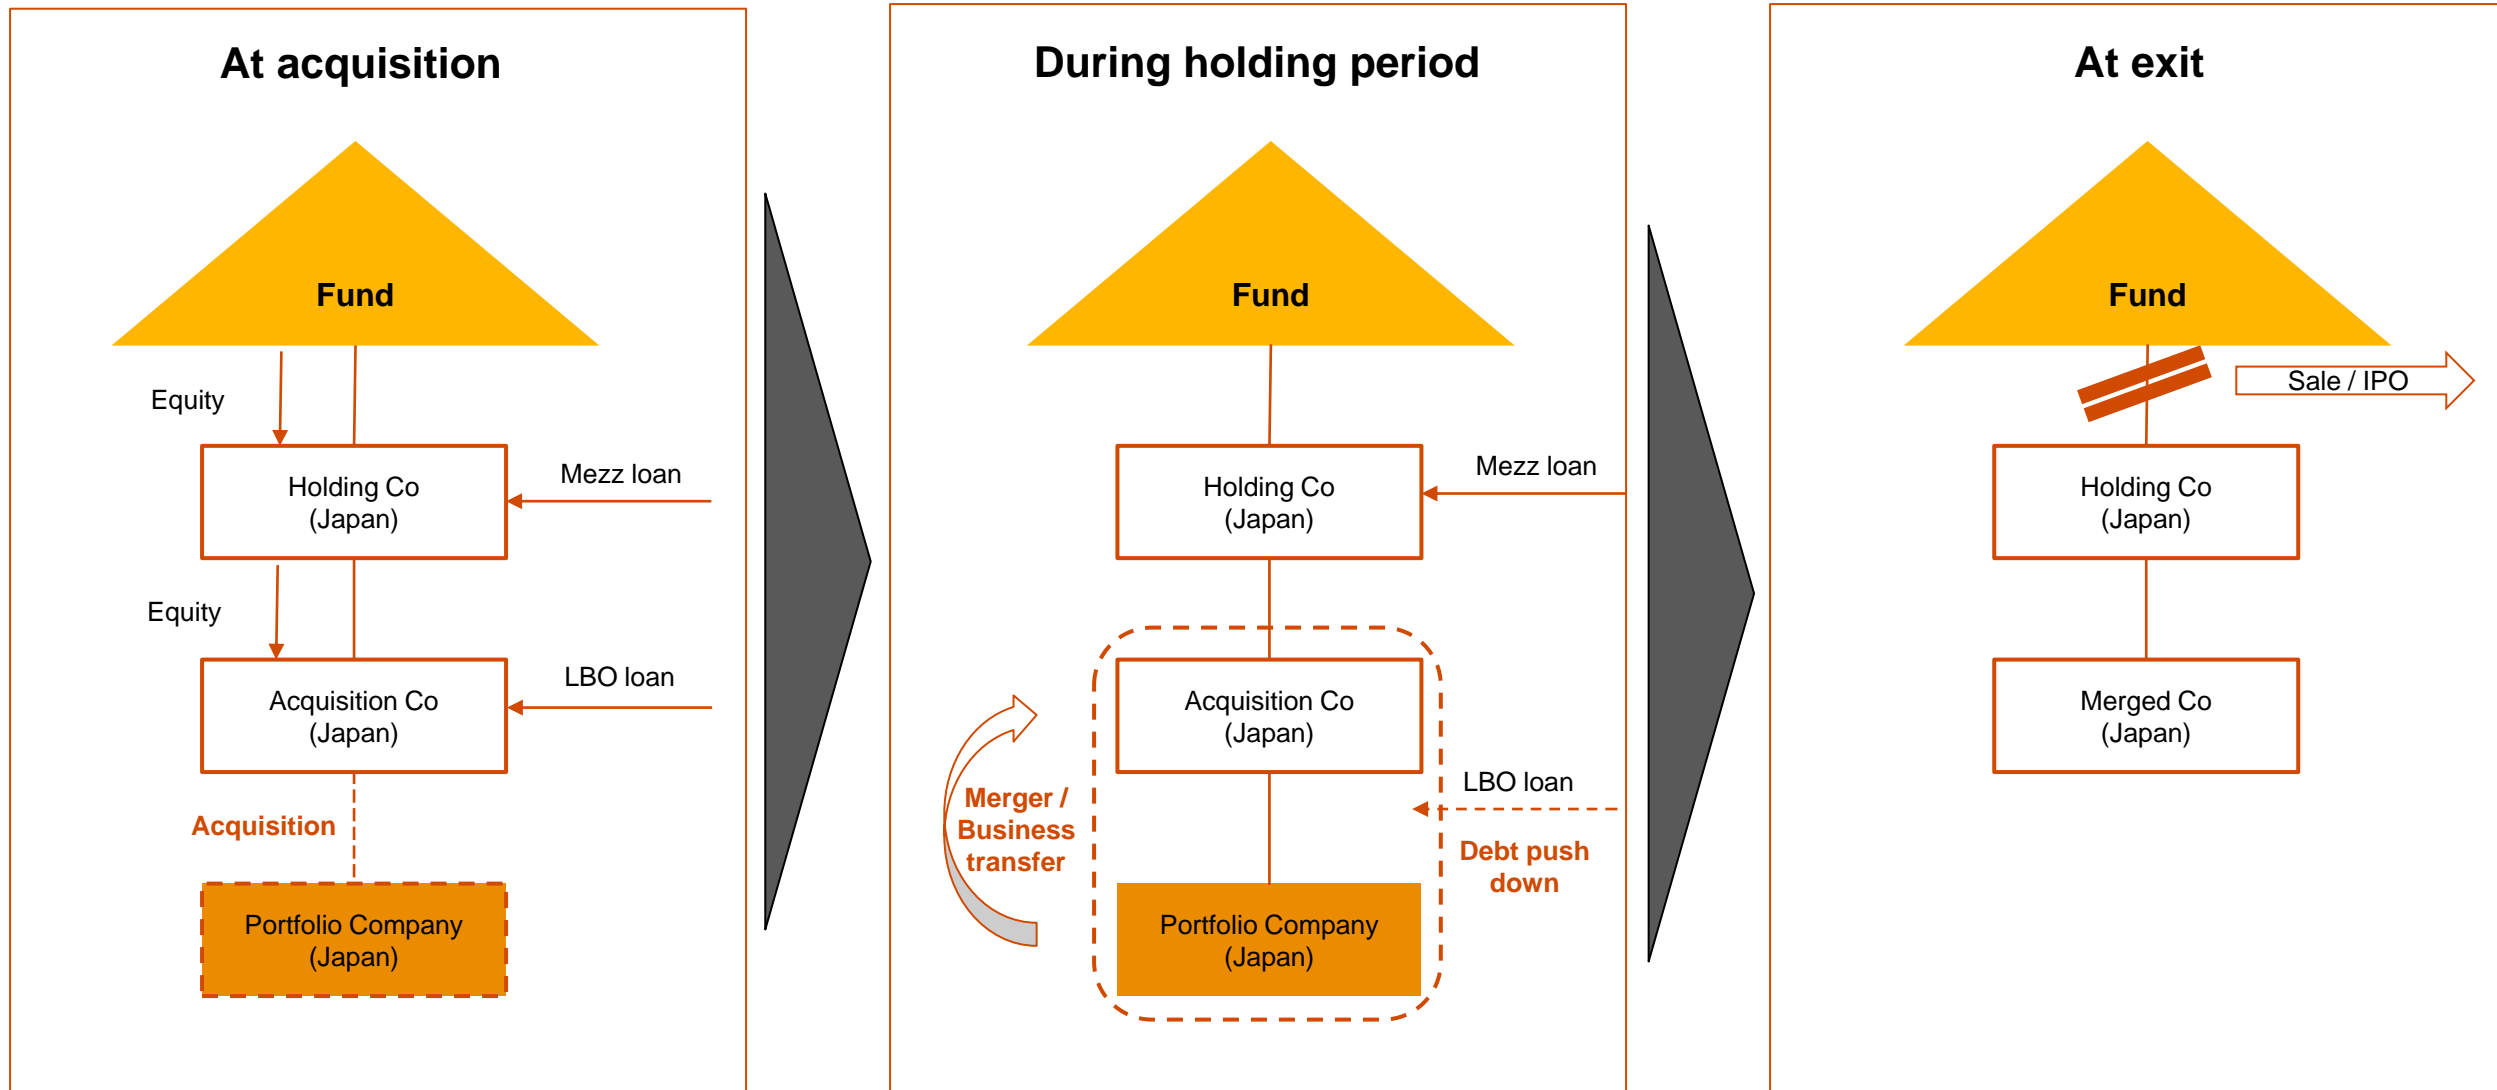 At acquisition
Fund
Equity
Mezz loan
Holding Co
(Japan)
Equity
LBO loan
Acquisition Co
(Japan)
Acquisition
Portfolio Company
(Japan)
During holding period
Fund
Mezz loan
Holding Co
(Japan)
Acquisition Co
(Japan)
LBO loan
Merger /
Business
transfer
Debt push
down
Portfolio Company
(Japan)
At exit
Fund
Sale / IPO
Holding Co
(Japan)
Merged Co
(Japan)